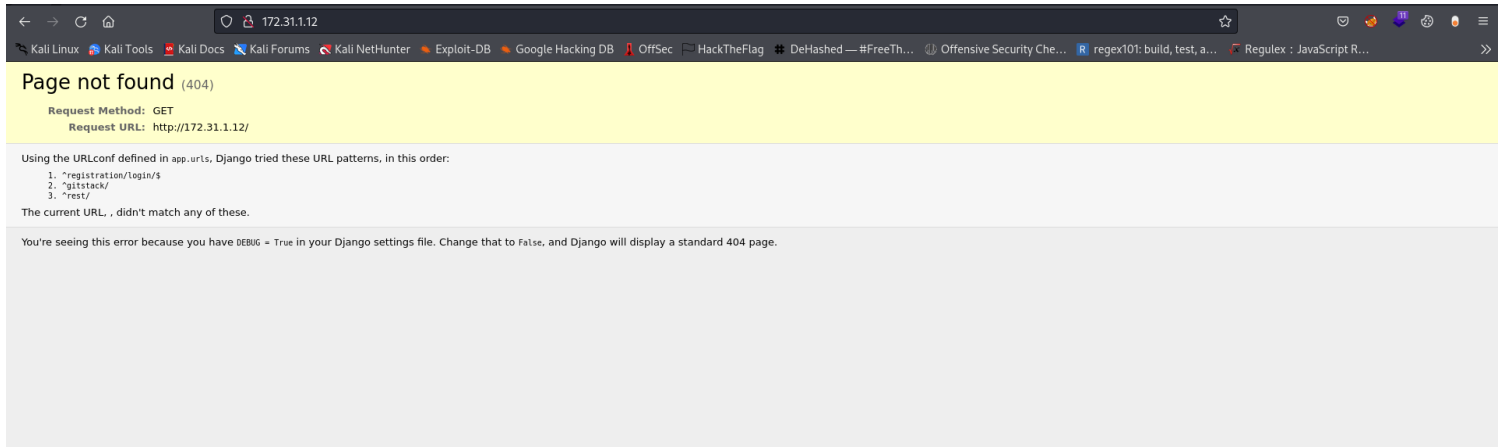 172.31.1.12
11
Kali Linux Kali Tools Kali Docs Kali Forums Kali NetHunter Exploit-DB Google Hacking DB OffSec HackTheFlag DeHashed — #FreeTh... Offensive Security Che... R regex101: build, test, a... Regulex : JavaScript R...
Page not found (404)
Request Method: GET
Request URL: http://172.31.1.12/
Using the URLconf defined in app.urls, Django tried these URL patterns, in this order:
1. ^registration/login/$
2. ^gitstack/
3. ^rest/
The current URL, , didn't match any of these.
You're seeing this error because you have DEBUG = True in your Django settings file. Change that to False, and Django will display a standard 404 page.